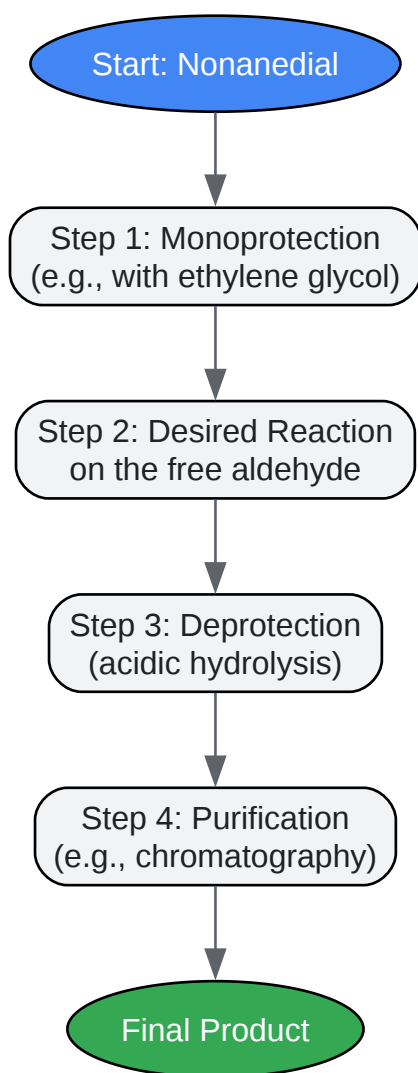 Start: Nonanedial
Step 1: Monoprotection
(e.g., with ethylene glycol)
Step 2: Desired Reaction
on the free aldehyde
Step 3: Deprotection
(acidic hydrolysis)
Step 4: Purification
(e.g., chromatography)
Final Product